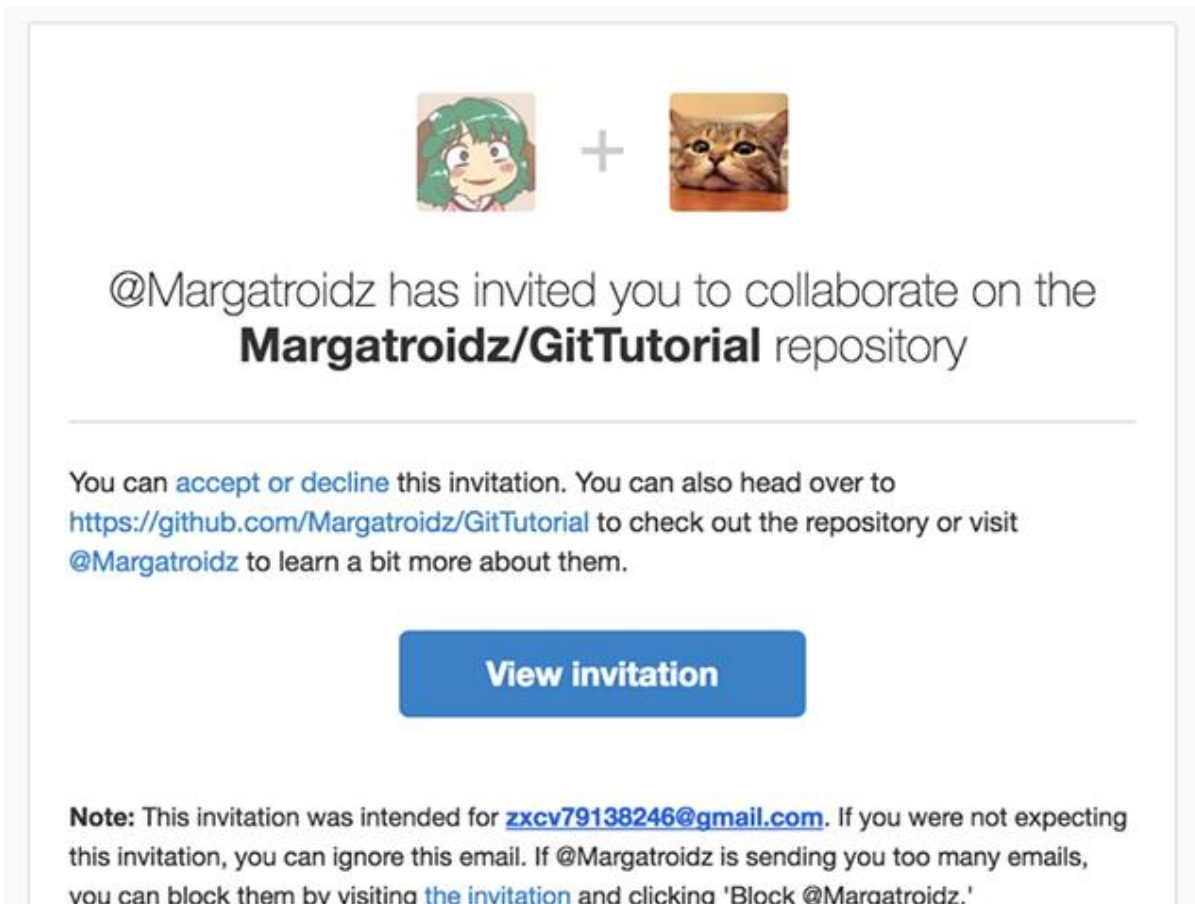 @Margatroidz has invited you to collaborate on the
Margatroidz/GitTutorial repository
You can accept or decline this invitation. You can also head over to
https://github.com/Margatroidz/GitTutorial to check out the repository or visit
@Margatroidz to learn a bit more about them.
View invitation
Note: This invitation was intended for zxcv79138246@gmail.com. If you were not expecting
this invitation, you can ignore this email. If @Margatroidz is sending you too many emails,
you can block them by visiting the invitation and clicking 'Block @Margatroidz.'